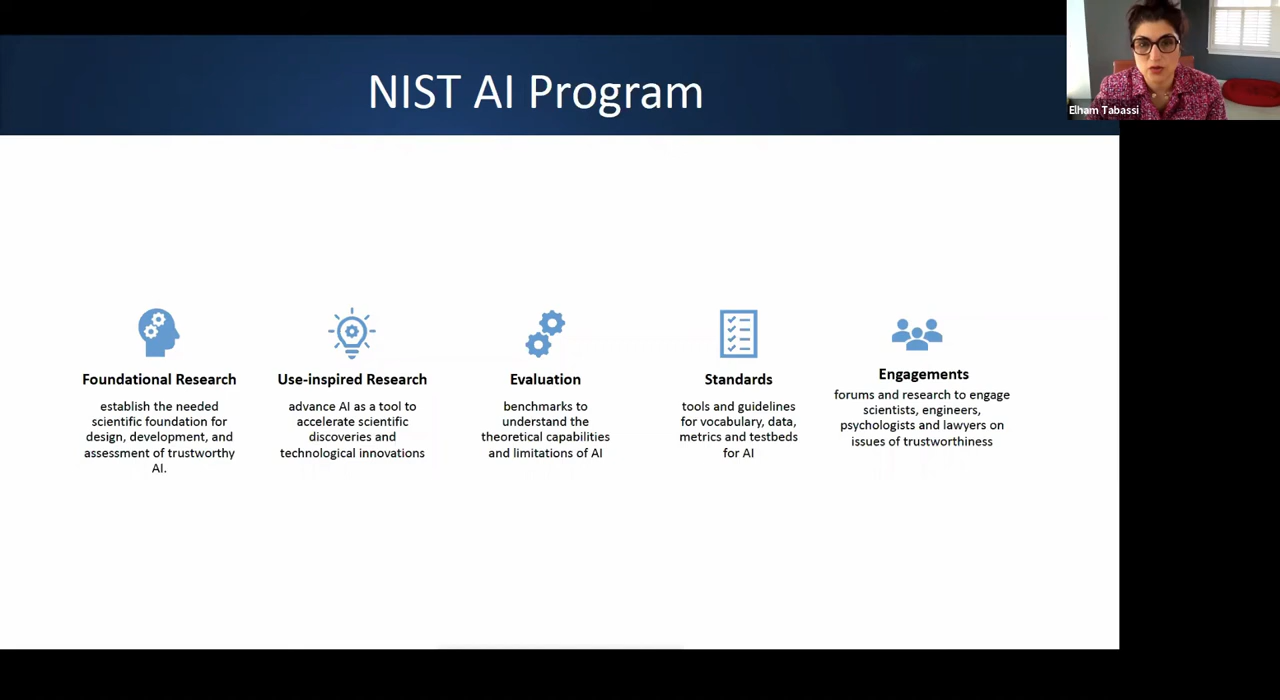 NIST AI Program
Elham Tabassi
Foundational Research
establish the needed
scientific foundation for
design, development, and
assessment of trustworthy
AI.
Use-inspired Research
advance AI as a tool to
accelerate scientific
discoveries and
technological innovations
Evaluation
benchmarks to
understand the
theoretical capabilities
and limitations of AI
Standards
tools and guidelines
for vocabulary, data,
metrics and testbeds
for AI
Engagements
forums and research to engage
scientists, engineers,
psychologists and lawyers on
issues of trustworthiness